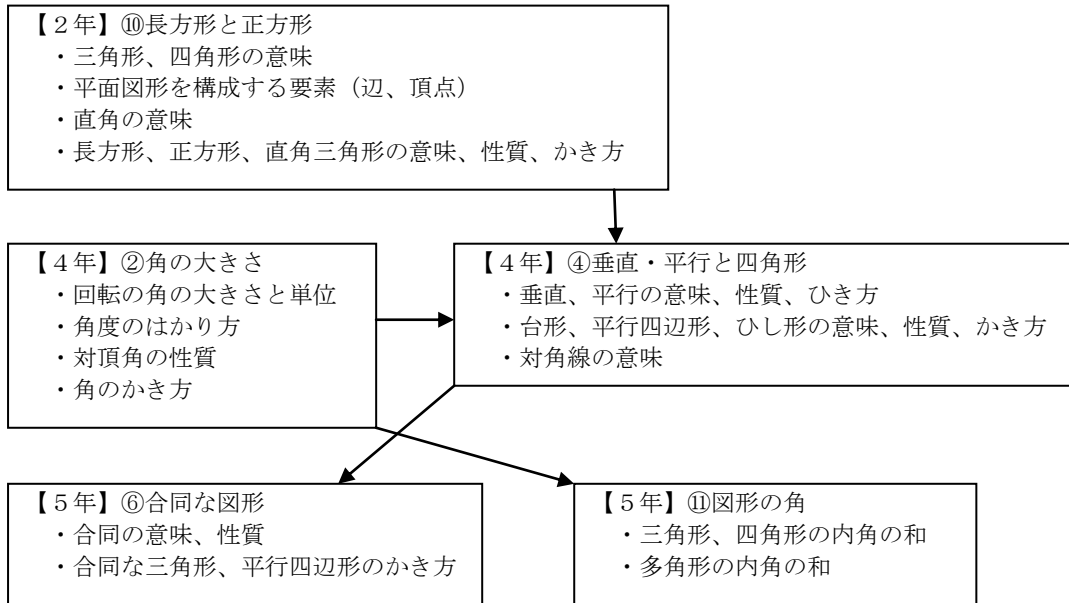 【２年】⑩長方形と正方形
・三角形、四角形の意味
・平面図形を構成する要素（辺、頂点）
・直角の意味
・長方形、正方形、直角三角形の意味、性質、かき方
【４年】②角の大きさ
・回転の角の大きさと単位
・角度のはかり方
・対頂角の性質
・角のかき方
【４年】④垂直・平行と四角形
・垂直、平行の意味、性質、ひき方
・台形、平行四辺形、ひし形の意味、性質、かき方
・対角線の意味
【５年】⑥合同な図形
・合同の意味、性質
・合同な三角形、平行四辺形のかき方
【５年】⑪図形の角
・三角形、四角形の内角の和
・多角形の内角の和